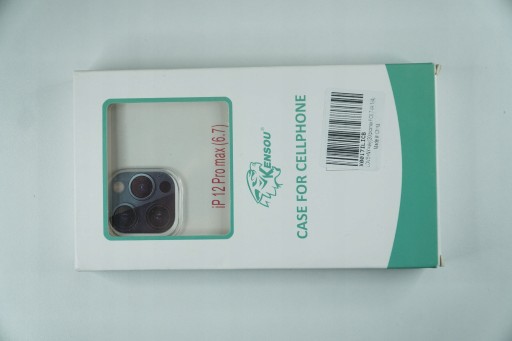 iP 12 Pro max (6.7)
KENSOU®
CASE FOR CELLPHONE